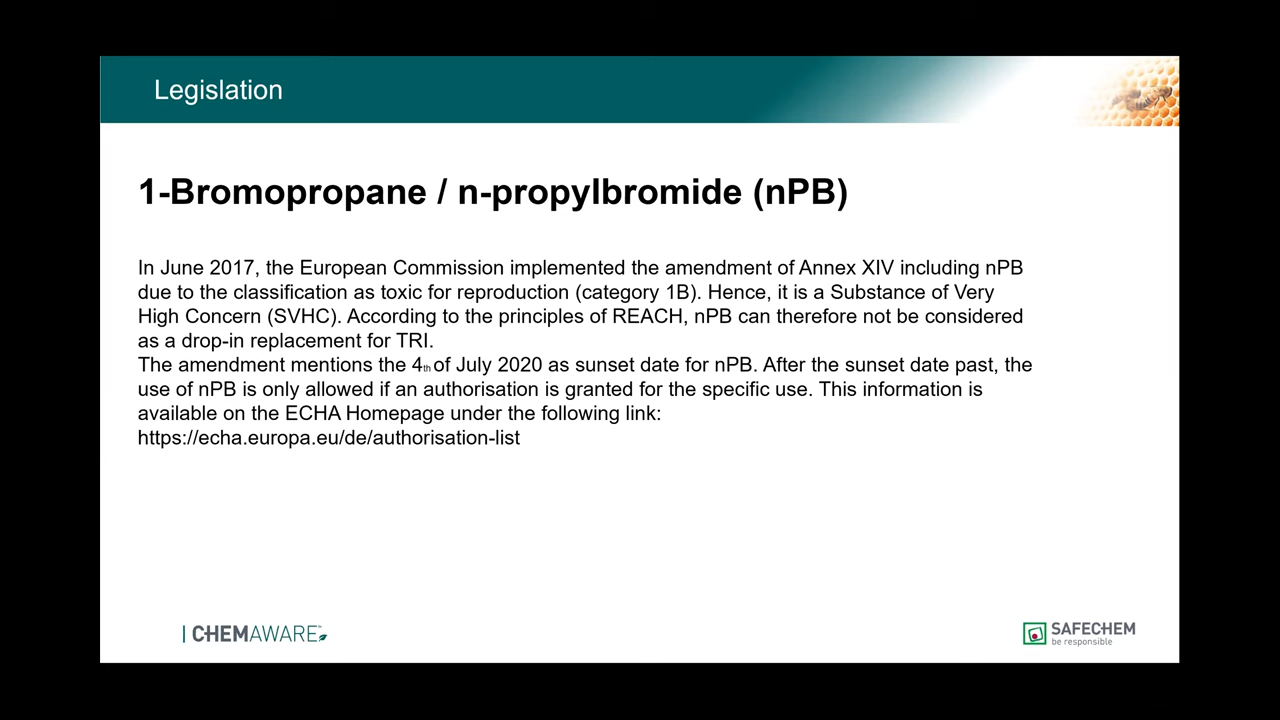 Legislation
1-Bromopropane / n-propylbromide (nPB)
In June 2017, the European Commission implemented the amendment of Annex XIV including nPB
due to the classification as toxic for reproduction (category 1B). Hence, it is a Substance of Very
High Concern (SVHC). According to the principles of REACH, nPB can therefore not be considered
as a drop-in replacement for TRI.
The amendment mentions the 4th of July 2020 as sunset date for nPB. After the sunset date past, the
use of nPB is only allowed if an authorisation is granted for the specific use. This information is
available on the ECHA Homepage under the following link:
https://echa.europa.eu/de/authorisation-list
CHEMAWARE™
SAFECHEM
be responsible